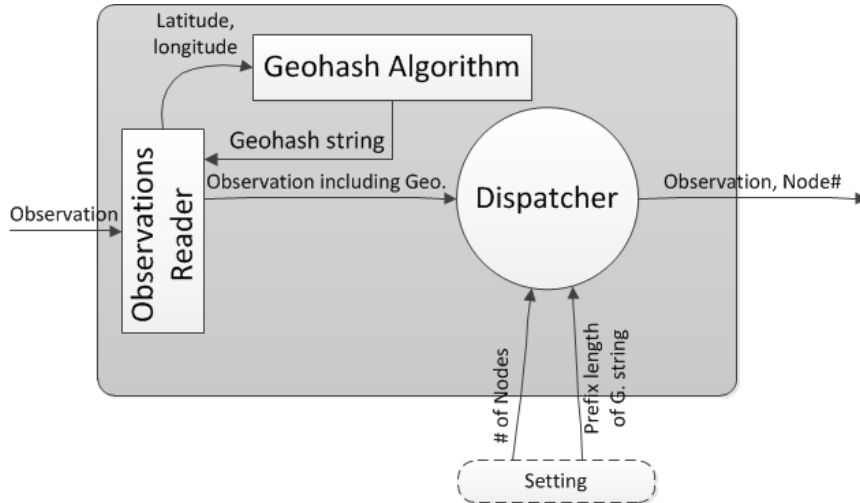 Latitude,
longitude
Geohash Algorithm
Geohash string
Observation
Observations
Reader
Observation including Geo.
Dispatcher
Observation, Node#
# of Nodes
Prefix length
of G. string
Setting